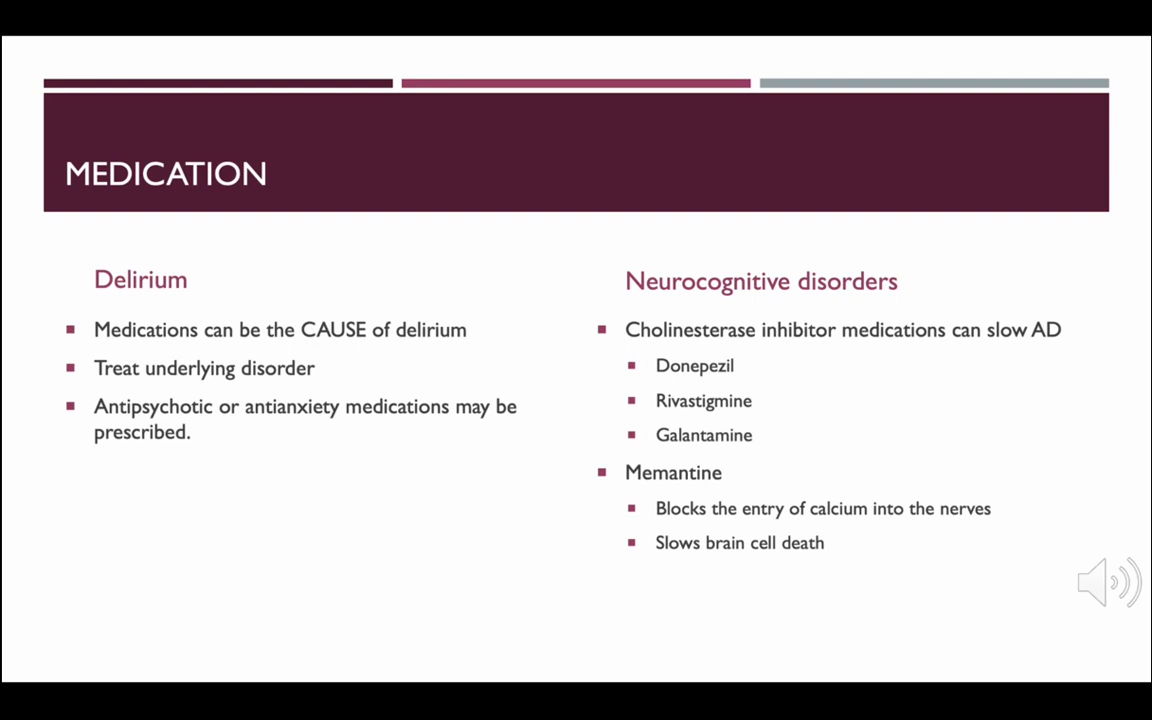 MEDICATION
Delirium
Medications can be the CAUSE of delirium
Treat underlying disorder
Antipsychotic or antianxiety medications may be
prescribed.
Neurocognitive disorders
Cholinesterase inhibitor medications can slow AD
Donepezil
Rivastigmine
Galantamine
Memantine
Blocks the entry of calcium into the nerves
Slows brain cell death